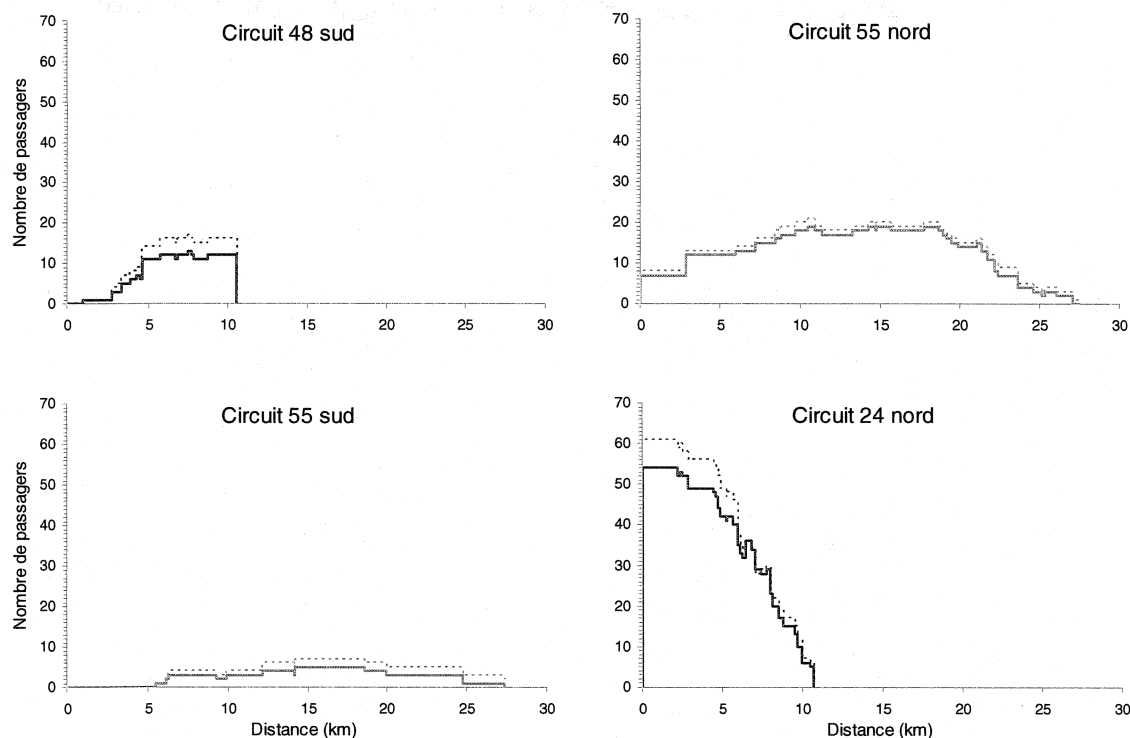 Circuit 48 sud
Nombre de passagers
70
60
50
40
30
20
10
0
0 5 10 15 20 25 30
Circuit 55 nord
70
60
50
40
30
20
10
0
0 5 10 15 20 25 30
Circuit 55 sud
Nombre de passagers
70
60
50
40
30
20
10
0
0 5 10 15 20 25 30
Distance (km)
Circuit 24 nord
70
60
50
40
30
20
10
0
0 5 10 15 20 25 30
Distance (km)